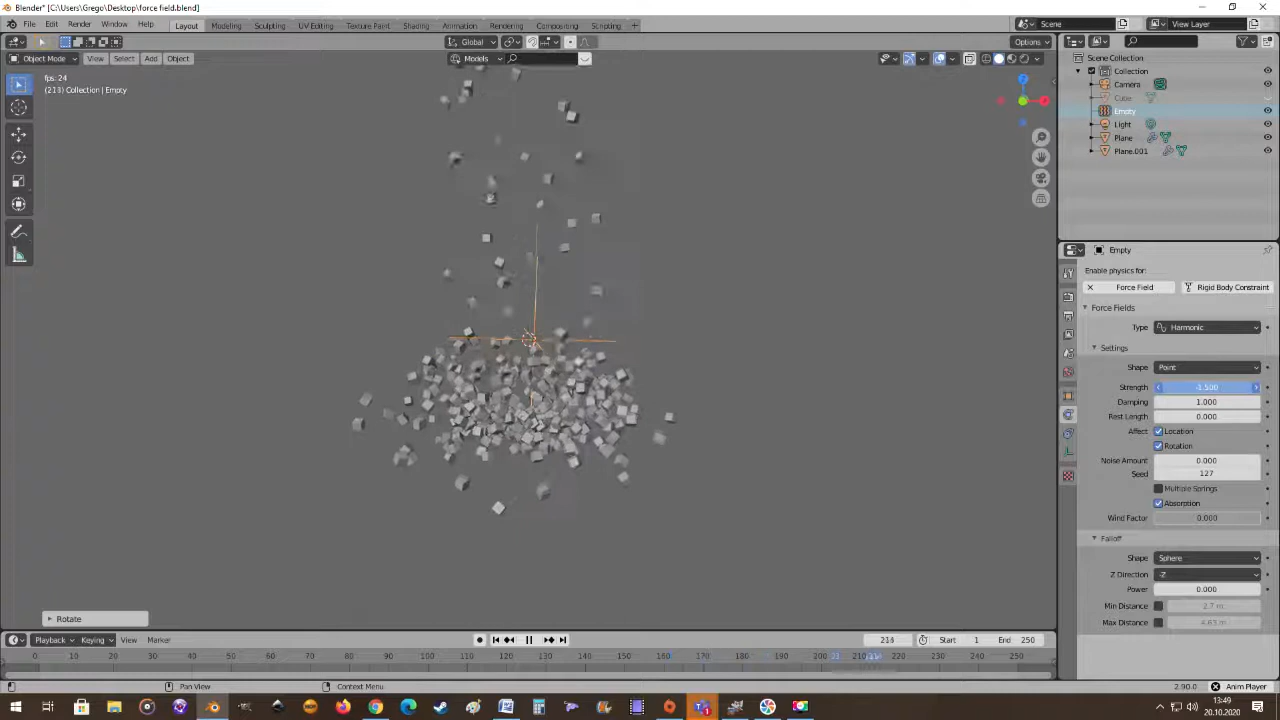 Blender* [C:\Users\Grego\Desktop\force field.blend]
File Edit Render Window Help Layout Modeling Sculpting UV Editing Texture Paint Shading Animation Rendering Compositing Scripting + Scene View Layer
Global Options
Object Mode View Select Add Object Models
fps: 24
(213) Collection | Empty
Scene Collection
Collection
Camera
Cube
Empty
Light
Plane
Plane.001
Empty
Enable physics for:
Force Field Rigid Body Constraint
Force Fields
Type Harmonic
Settings
Shape Point
Strength -1.500
Damping 1.000
Rest Length 0.000
Affect Location
Rotation
Noise Amount 0.000
Seed 127
Multiple Springs
Absorption
Wind Factor 0.000
Falloff
Shape Sphere
Z Direction -Z
Power 0.000
Min Distance 2.7 m
Max Distance 4.63 m
Rotate
Playback Keying View Marker Start 1 End 250
0 10 20 30 40 50 60 70 80 90 100 110 120 130 140 150 160 170 180 190 200 220 230 240 250
Pan View Context Menu 2.90.0 Anim Player
13:49
20.10.2020